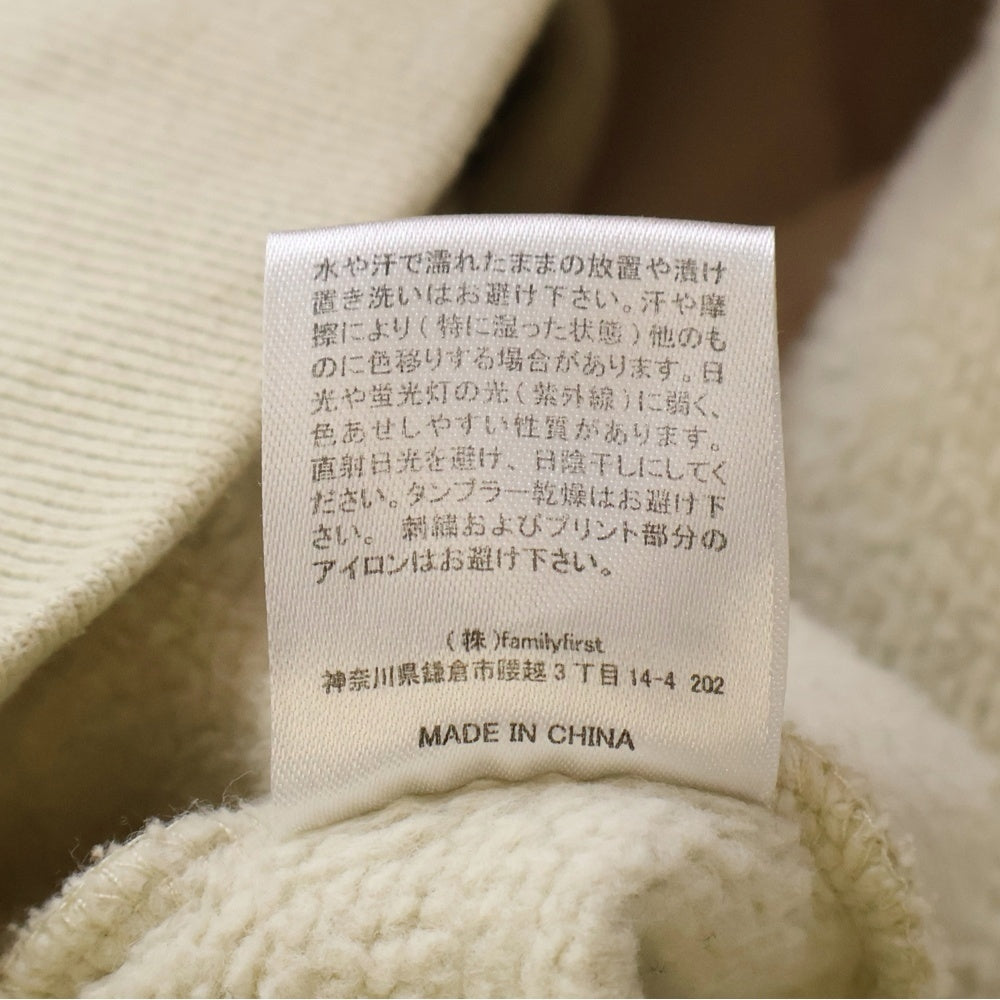 水や汗で濡れたままの放置や漬け
置き洗いはお避け下さい。汗や摩
擦により(特に湿った状態)他のも
のに色移りする場合があります。日
光や蛍光灯の光(紫外線)に弱く、
色あせしやすい性質があります。
直射日光を避け、日陰干しにしてく
ださい。タンブラー乾燥はお避け下
さい。 刺繍およびプリント部分の
アイロンはお避け下さい。
(株)familyfirst
神奈川県鎌倉市腰越3丁目14-4 202
MADE IN CHINA